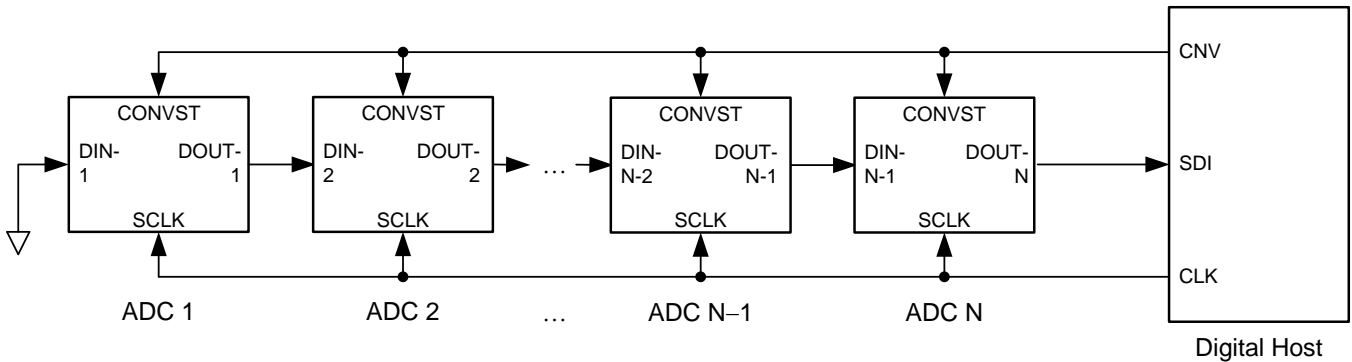 CNV
CONVST
DIN-
1
DOUT-
1
SCLK
CONVST
DIN-
2
DOUT-
2
SCLK
...
CONVST
DIN-
N-2
DOUT-
N-1
SCLK
CONVST
DIN-
N-1
DOUT-
N
SCLK
SDI
CLK
ADC 1
ADC 2
...
ADC N–1
ADC N
Digital Host